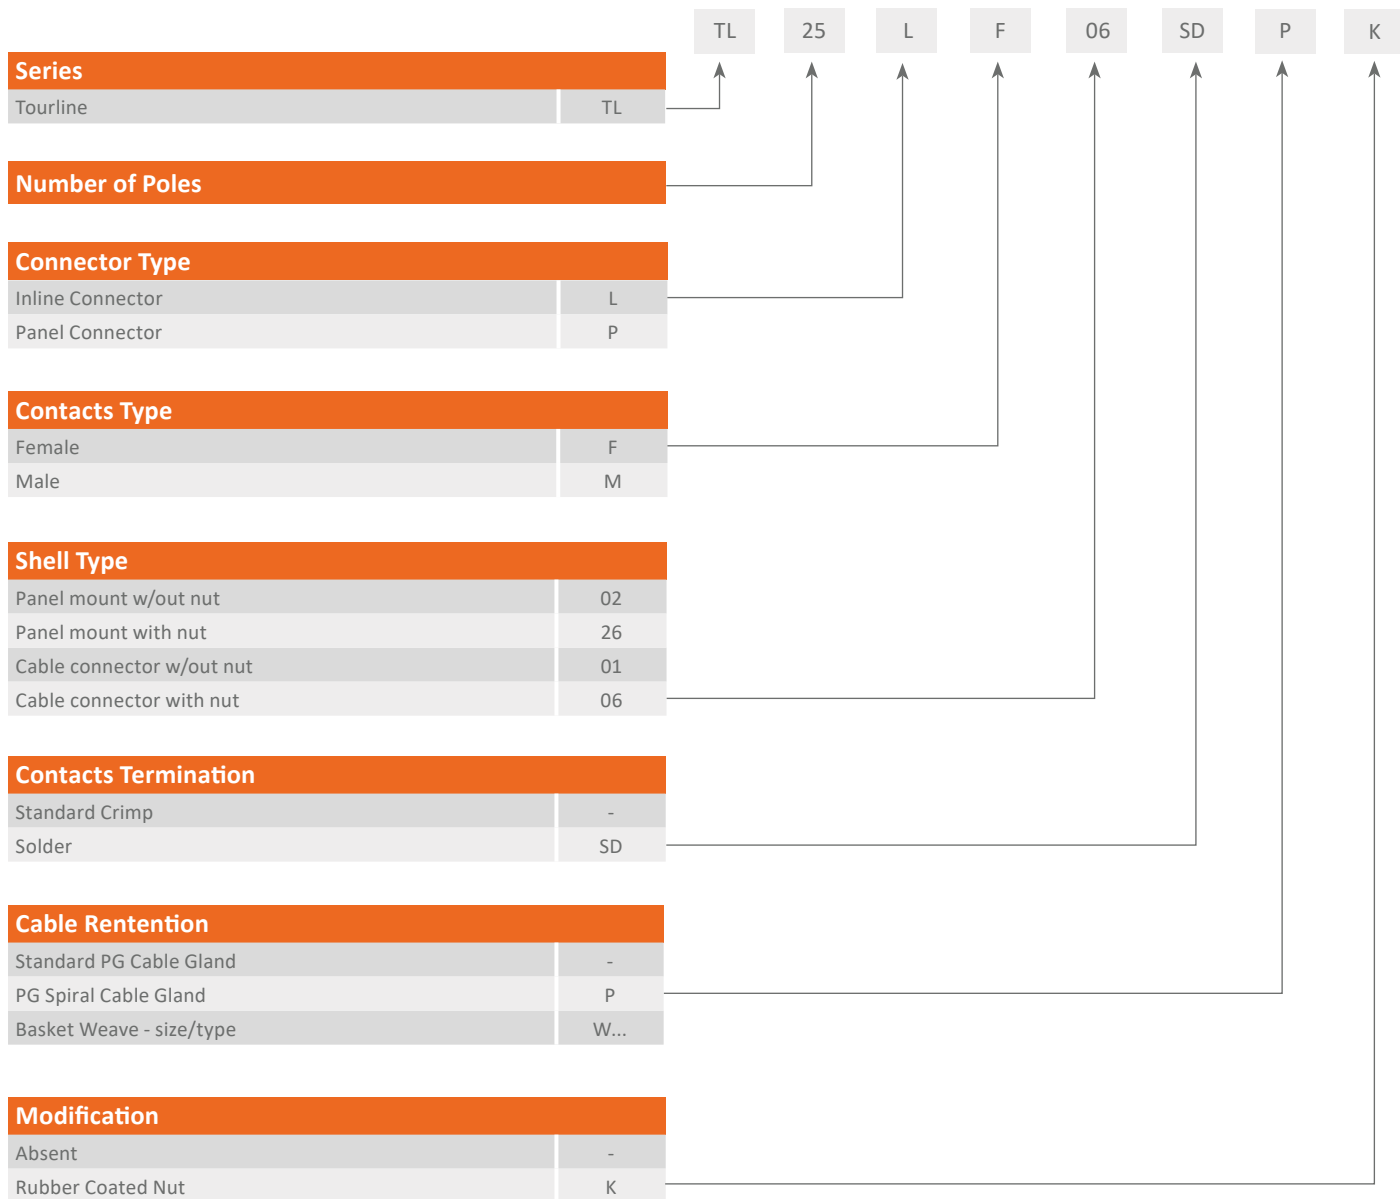 TL 25 L F 06 SD P K
Series
Tourline TL
Number of Poles
Connector Type
Inline Connector L
Panel Connector P
Contacts Type
Female F
Male M
Shell Type
Panel mount w/out nut 02
Panel mount with nut 26
Cable connector w/out nut 01
Cable connector with nut 06
Contacts Termination
Standard Crimp -
Solder SD
Cable Rentention
Standard PG Cable Gland -
PG Spiral Cable Gland P
Basket Weave - size/type W...
Modification
Absent -
Rubber Coated Nut K